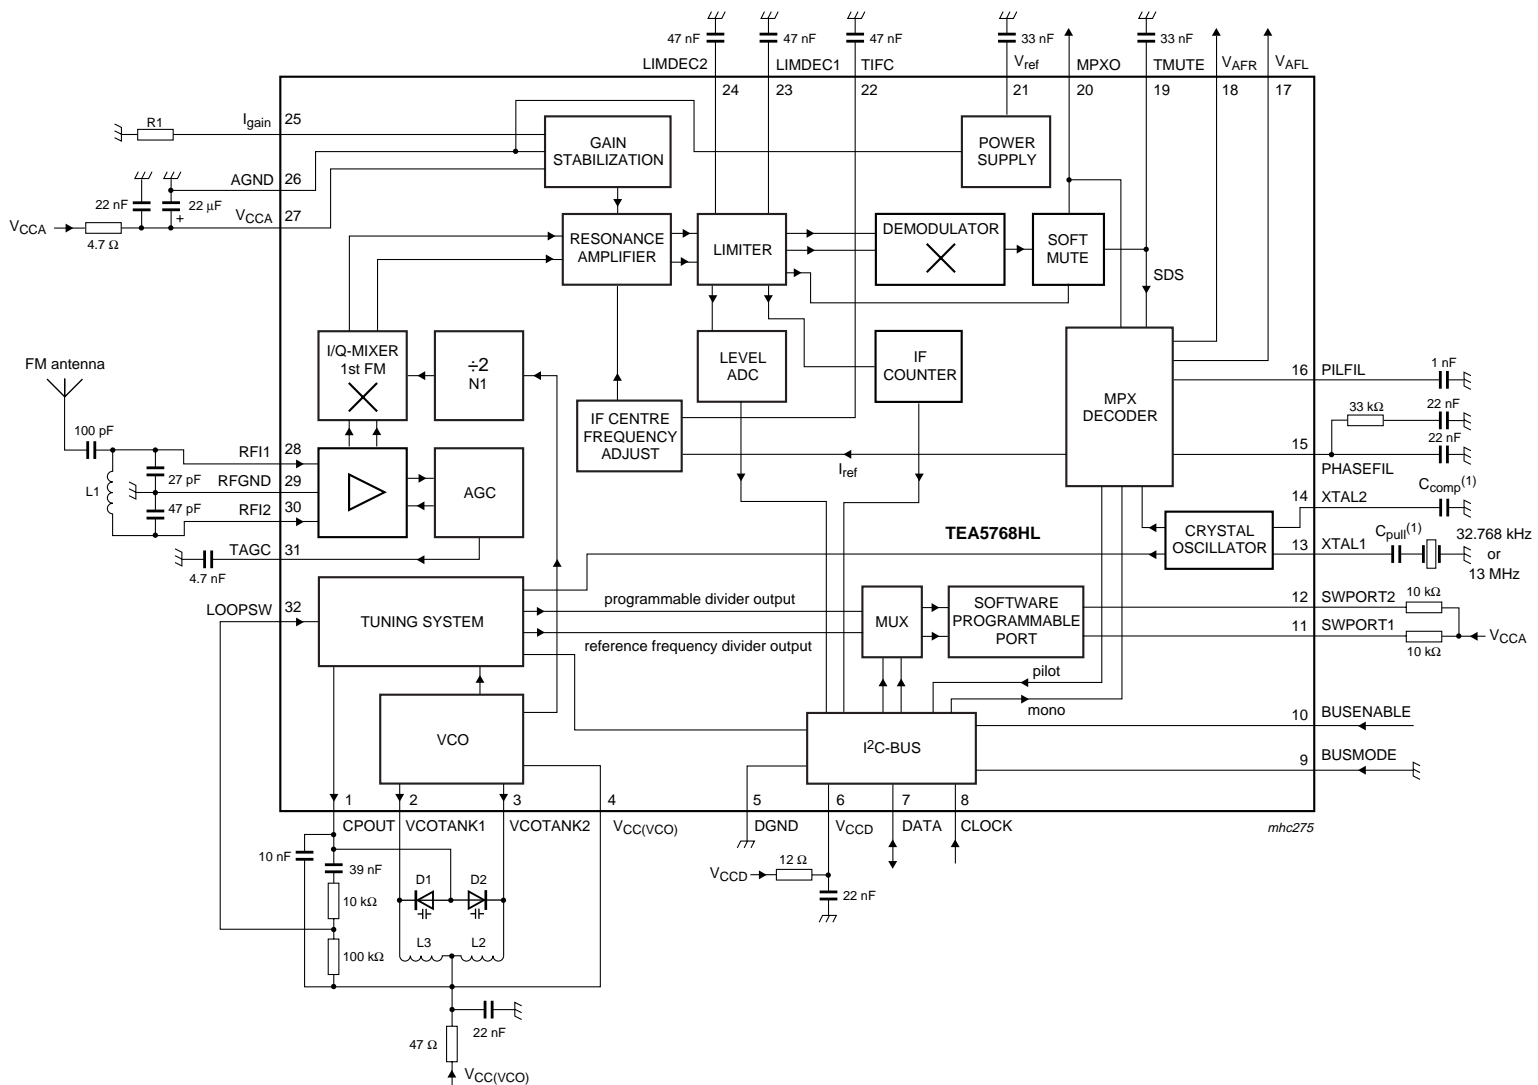 47 nF
47 nF
47 nF
33 nF
33 nF
LIMDEC2
LIMDEC1
TIFC
Vref
MPXO
TMUTE
VAFR
VAFL
24
23
22
21
20
19
18
17
R1
Igain
25
GAIN
STABILIZATION
POWER
SUPPLY
AGND
26
22 nF
22 μF
+
VCCA
4.7 Ω
VCCA
27
RESONANCE
AMPLIFIER
LIMITER
DEMODULATOR
SOFT
MUTE
SDS
I/Q-MIXER
1st FM
÷2
N1
LEVEL
ADC
IF
COUNTER
MPX
DECODER
FM antenna
100 pF
L1
27 pF
47 pF
RFI1
28
RFGND
29
RFI2
30
AGC
TAGC
31
4.7 nF
IF CENTRE
FREQUENCY
ADJUST
Iref
16
PILFIL
1 nF
33 kΩ
22 nF
22 nF
15
PHASEFIL
14
XTAL2
Ccomp(1)
TEA5768HL
CRYSTAL
OSCILLATOR
13
XTAL1
Cpull(1)
32.768 kHz
or
13 MHz
LOOPSW
32
TUNING SYSTEM
programmable divider output
reference frequency divider output
MUX
SOFTWARE
PROGRAMMABLE
PORT
12
SWPORT2
10 kΩ
11
SWPORT1
10 kΩ
VCCA
pilot
mono
VCO
I2C-BUS
10
BUSENABLE
9
BUSMODE
1
2
3
4
5
6
7
8
CPOUT
VCOTANK1
VCOTANK2
VCC(VCO)
DGND
VCCD
DATA
CLOCK
mhc275
10 nF
39 nF
10 kΩ
100 kΩ
D1
D2
L3
L2
VCCD
12 Ω
22 nF
22 nF
47 Ω
VCC(VCO)